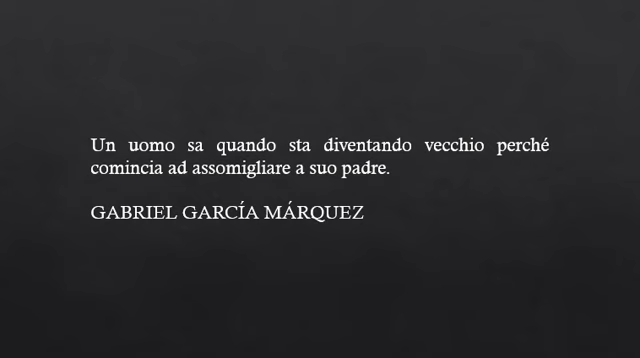 Un uomo sa quando sta diventando vecchio perché
comincia ad assomigliare a suo padre.
GABRIEL GARCÍA MÁRQUEZ